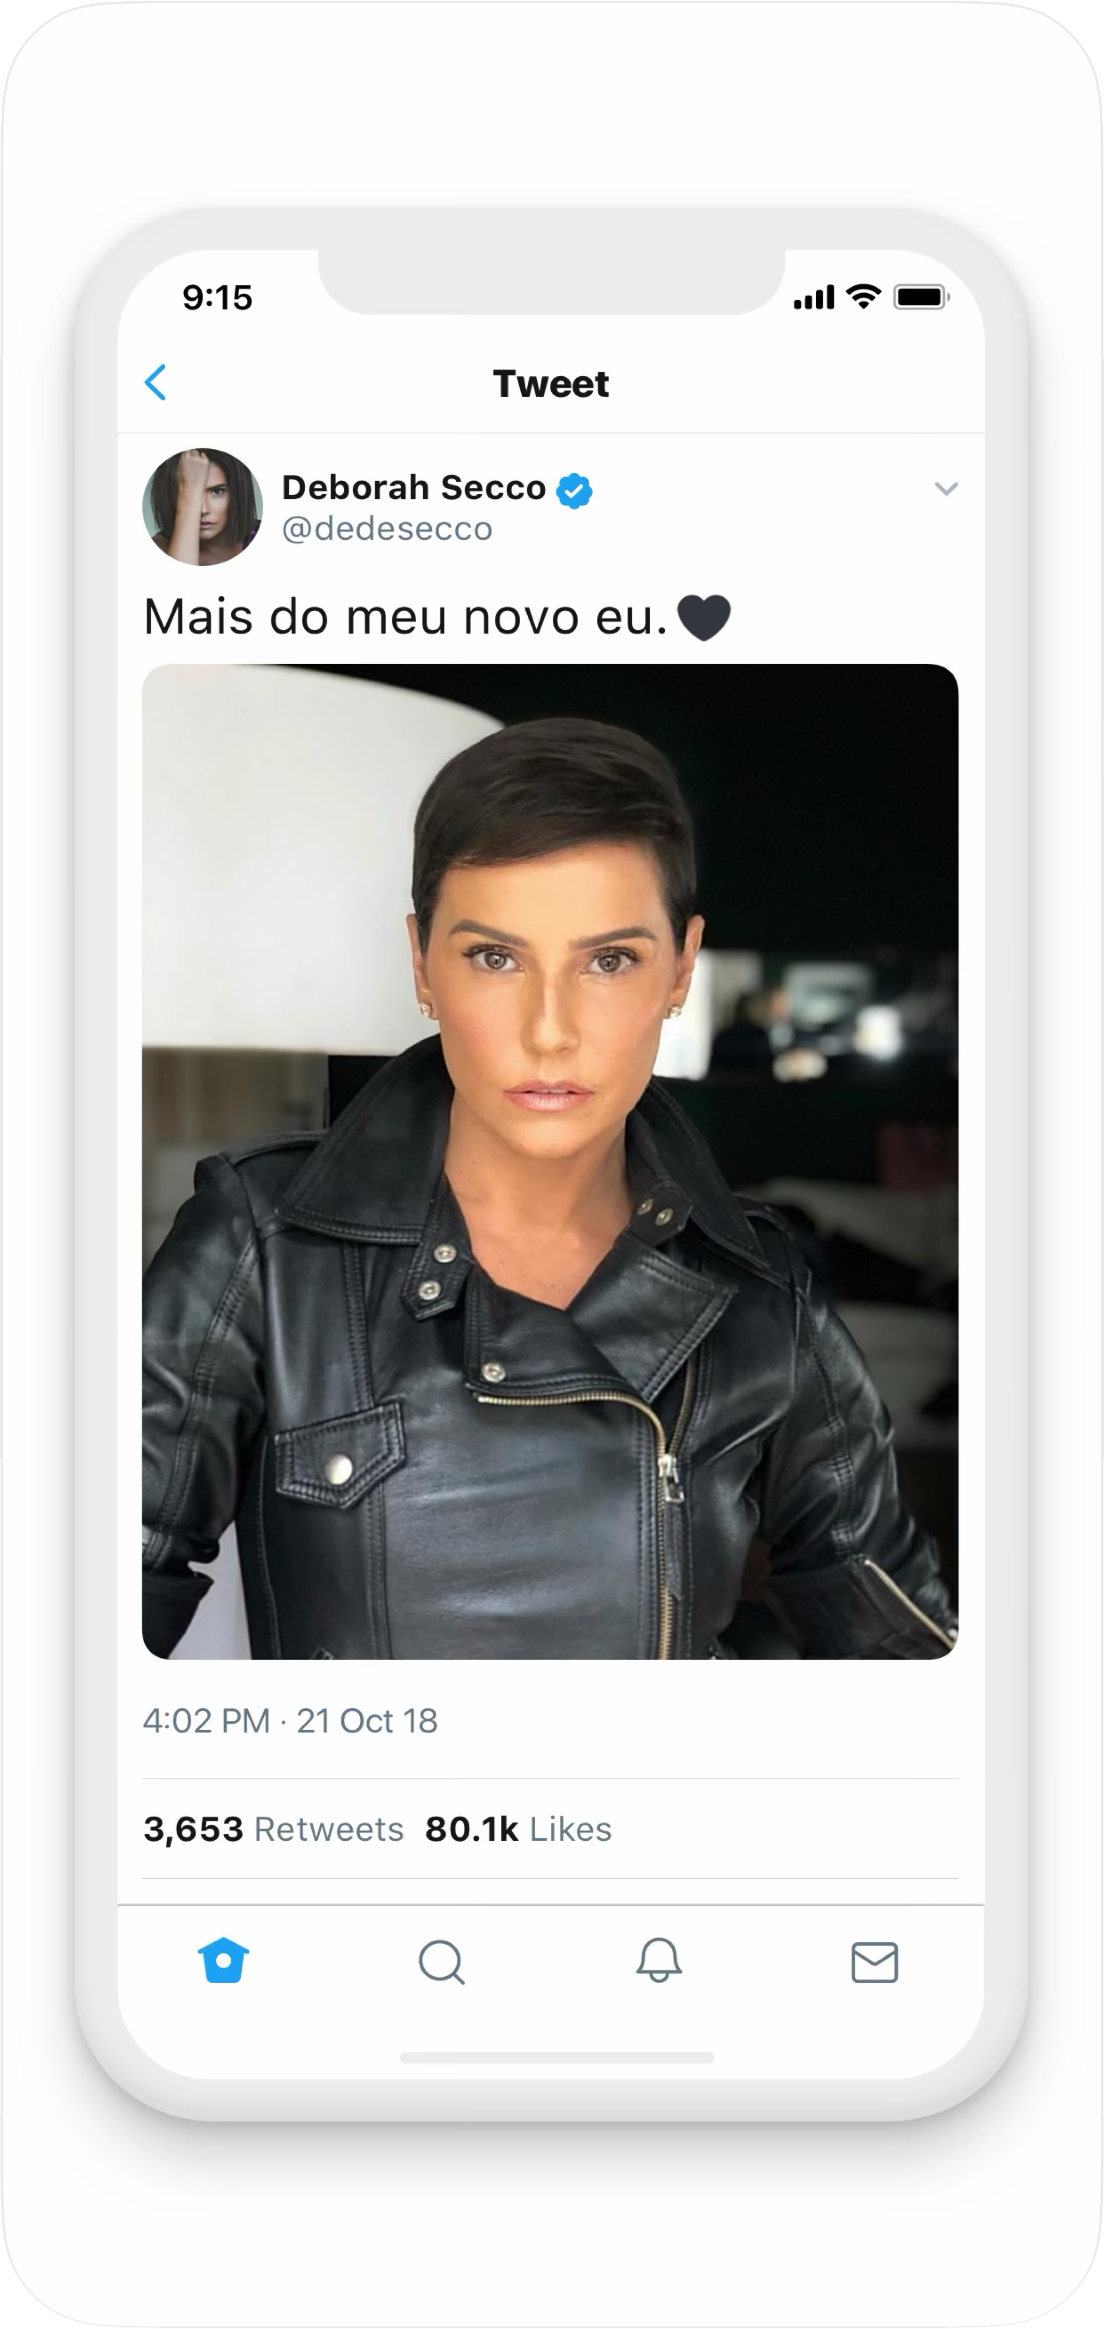 9:15
Tweet
Deborah Secco
@dedesecco
Mais do meu novo eu.🖤
4:02 PM · 21 Oct 18
3,653 Retweets 80.1k Likes